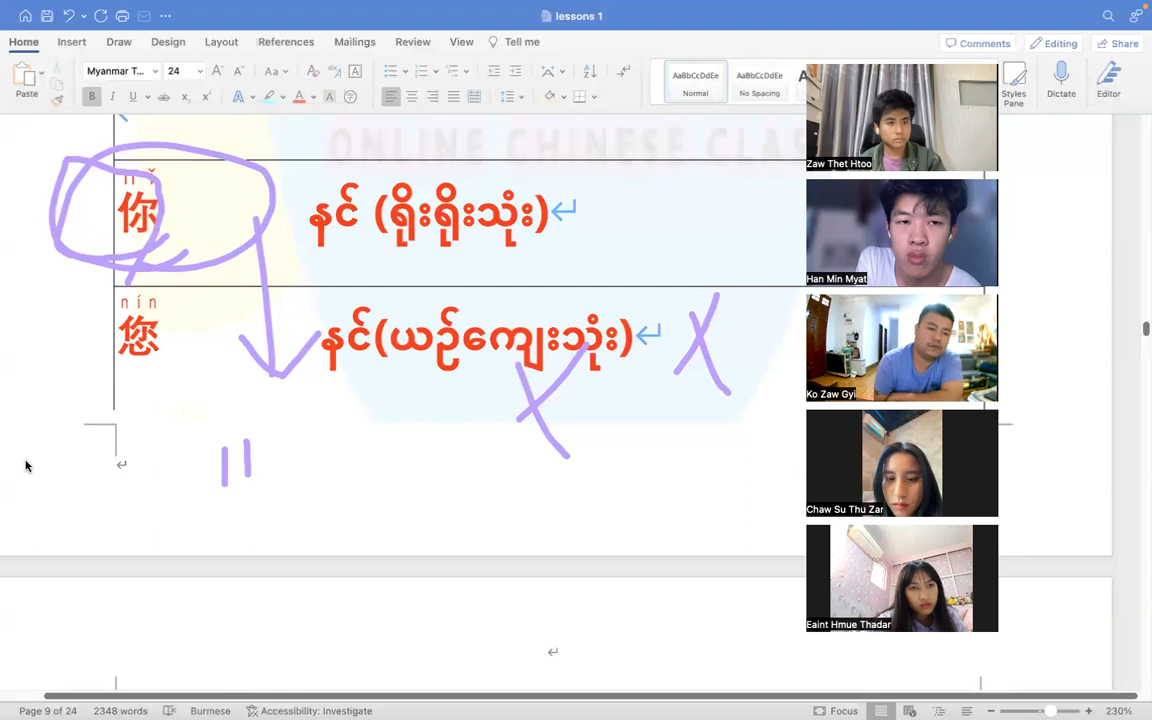 lessons 1
Home Insert Draw Design Layout References Mailings Review View Tell me Comments Editing Share
Paste Myanmar T... 24 Aa
AaBbCcDdEe Normal
AaBbCcDdEe No Spacing
Styles Pane
Dictate
Editor
ONLINE CHINESE CLAS
nǐ
你 နင် (ရိုးရိုးသုံး)
nín
您 နင်(ယဉ်ကျေးသုံး)
Zaw Thet Htoo
Han Min Myat
Ko Zaw Gyi
Chaw Su Thu Zar
Eaint Hmue Thadar
Page 9 of 24 2348 words Burmese Accessibility: Investigate Focus 230%